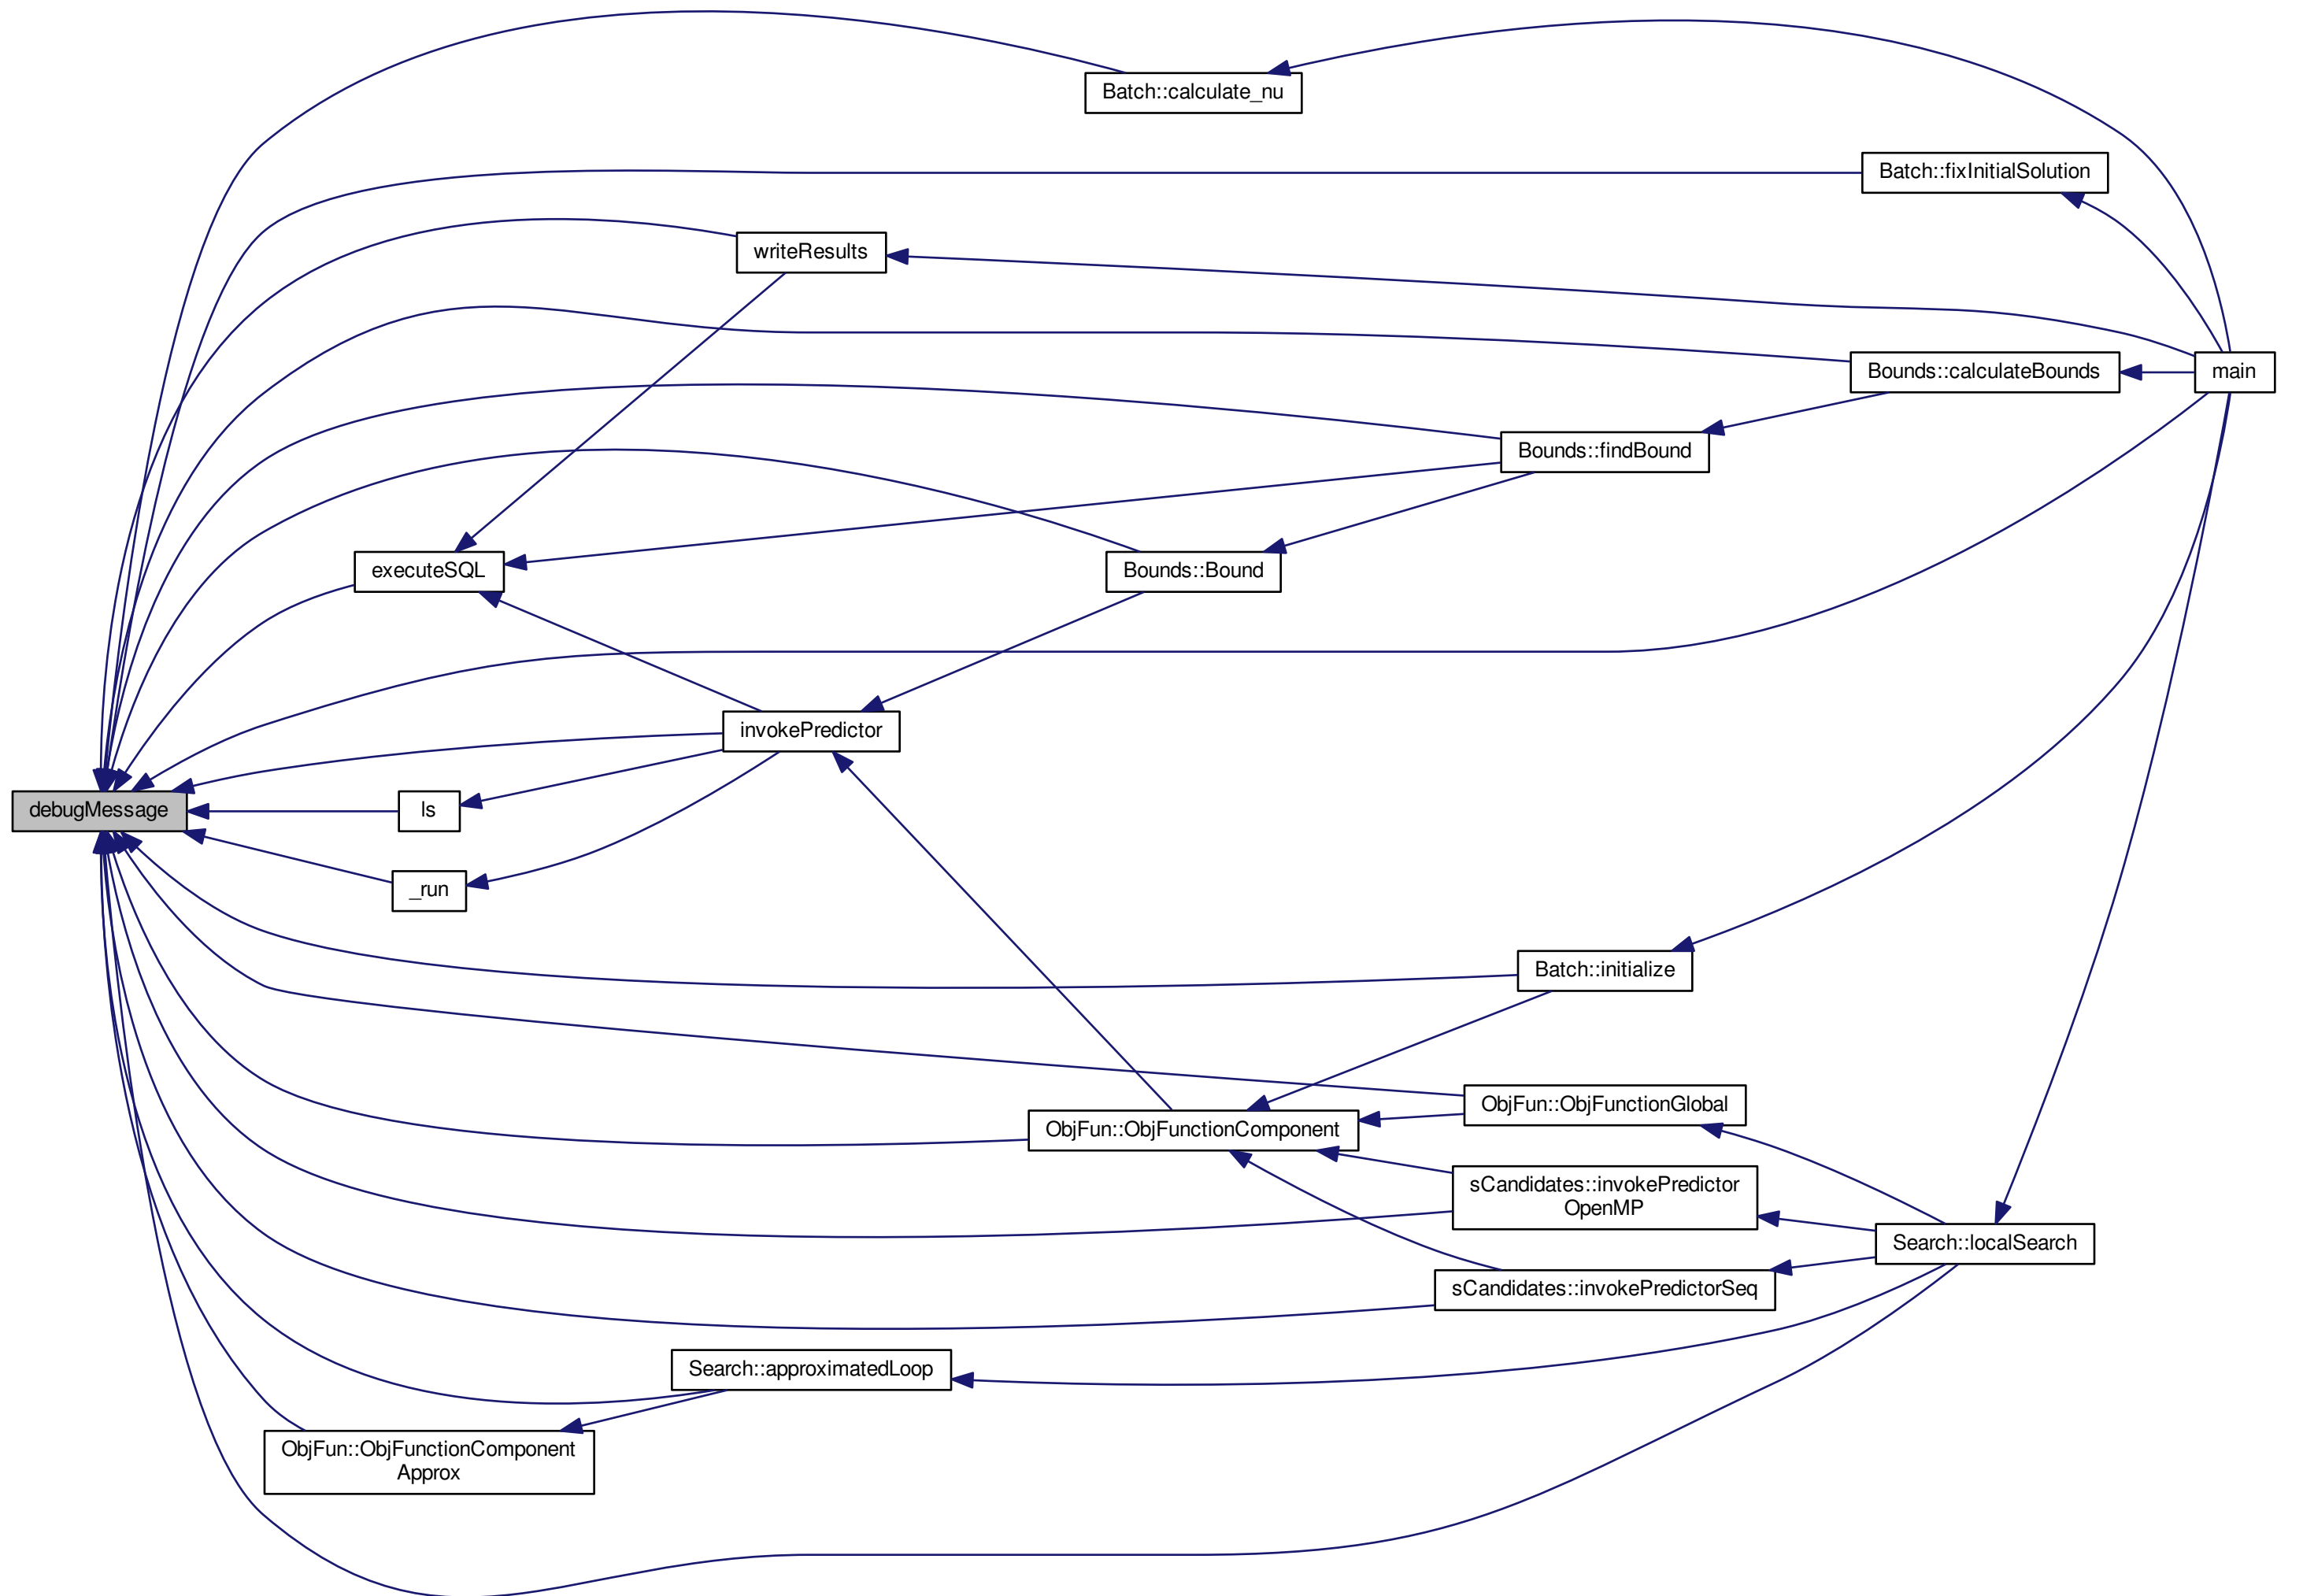 Batch::calculate_nu
Batch::fixInitialSolution
writeResults
Bounds::calculateBounds
main
Bounds::findBound
executeSQL
Bounds::Bound
invokePredictor
debugMessage
ls
_run
Batch::initialize
ObjFun::ObjFunctionGlobal
ObjFun::ObjFunctionComponent
sCandidates::invokePredictor
OpenMP
Search::localSearch
sCandidates::invokePredictorSeq
Search::approximatedLoop
ObjFun::ObjFunctionComponent
Approx